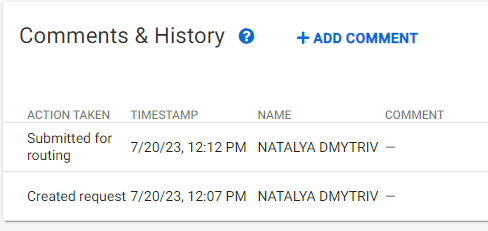 Comments & History ? + ADD COMMENT
ACTION TAKEN TIMESTAMP NAME COMMENT
Submitted for
routing 7/20/23, 12:12 PM NATALYA DMYTRIV —
Created request 7/20/23, 12:07 PM NATALYA DMYTRIV —